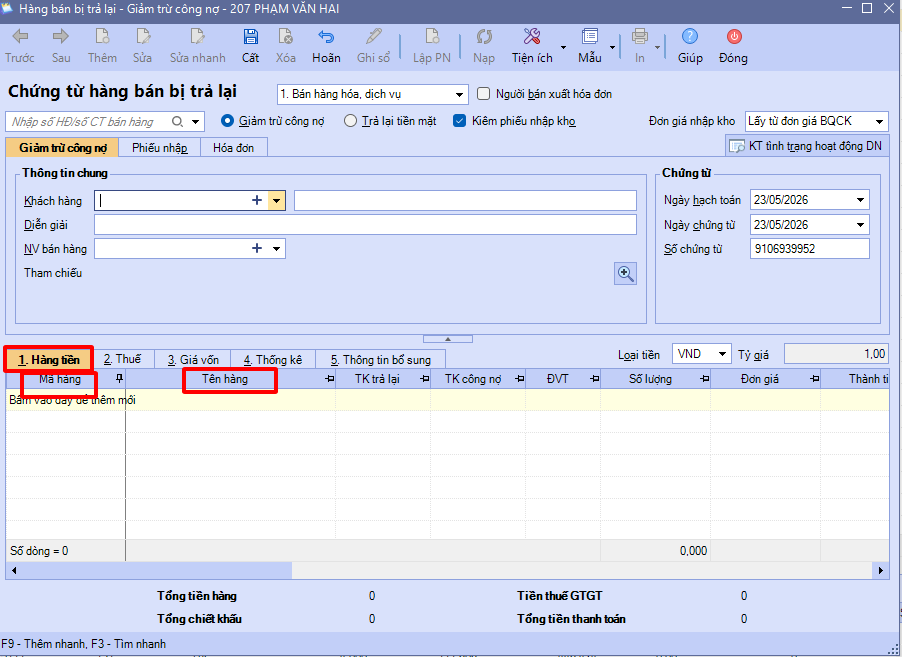 Hàng bán bị trả lại - Giảm trừ công nợ - 207 PHẠM VĂN HAI
Trước Sau Thêm Sửa Sửa nhanh Cất Xóa Hoãn Ghi sổ Lập PN Nạp Tiện ích Mẫu In Giúp Đóng
Chứng từ hàng bán bị trả lại 1. Bán hàng hóa, dịch vụ Người bán xuất hóa đơn
Nhập số HĐ/số CT bán hàng Giảm trừ công nợ Trả lại tiền mặt Kiêm phiếu nhập kho Đơn giá nhập kho Lấy từ đơn giá BQCK
Giảm trừ công nợ Phiếu nhập Hóa đơn KT tình trạng hoạt động DN
Thông tin chung Chứng từ
Khách hàng Ngày hạch toán 23/05/2026
Diễn giải Ngày chứng từ 23/05/2026
NV bán hàng Số chứng từ 9106939952
Tham chiếu
1. Hàng tiền 2. Thuế 3. Giá vốn 4. Thống kê 5. Thông tin bổ sung Loại tiền VND Tỷ giá 1,00
Mã hàng Tên hàng TK trả lại TK công nợ ĐVT Số lượng Đơn giá Thành ti
Bấm vào đây để thêm mới
Số dòng = 0 0,000
Tổng tiền hàng 0 Tiền thuế GTGT 0
Tổng chiết khấu 0 Tổng tiền thanh toán 0
F9 - Thêm nhanh, F3 - Tìm nhanh